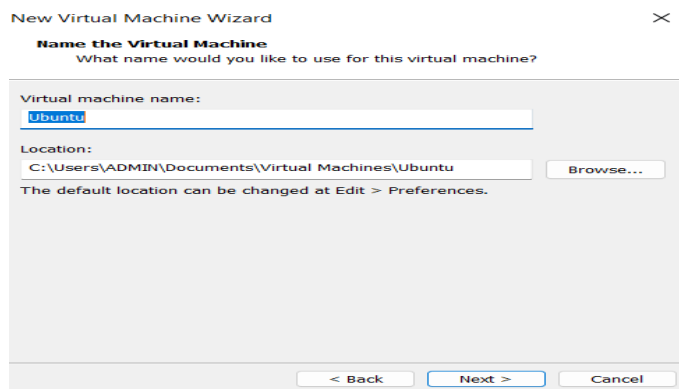 New Virtual Machine Wizard
Name the Virtual Machine
What name would you like to use for this virtual machine?
Virtual machine name:
Ubuntu
Location:
C:\Users\ADMIN\Documents\Virtual Machines\Ubuntu
Browse...
The default location can be changed at Edit > Preferences.
< Back Next > Cancel